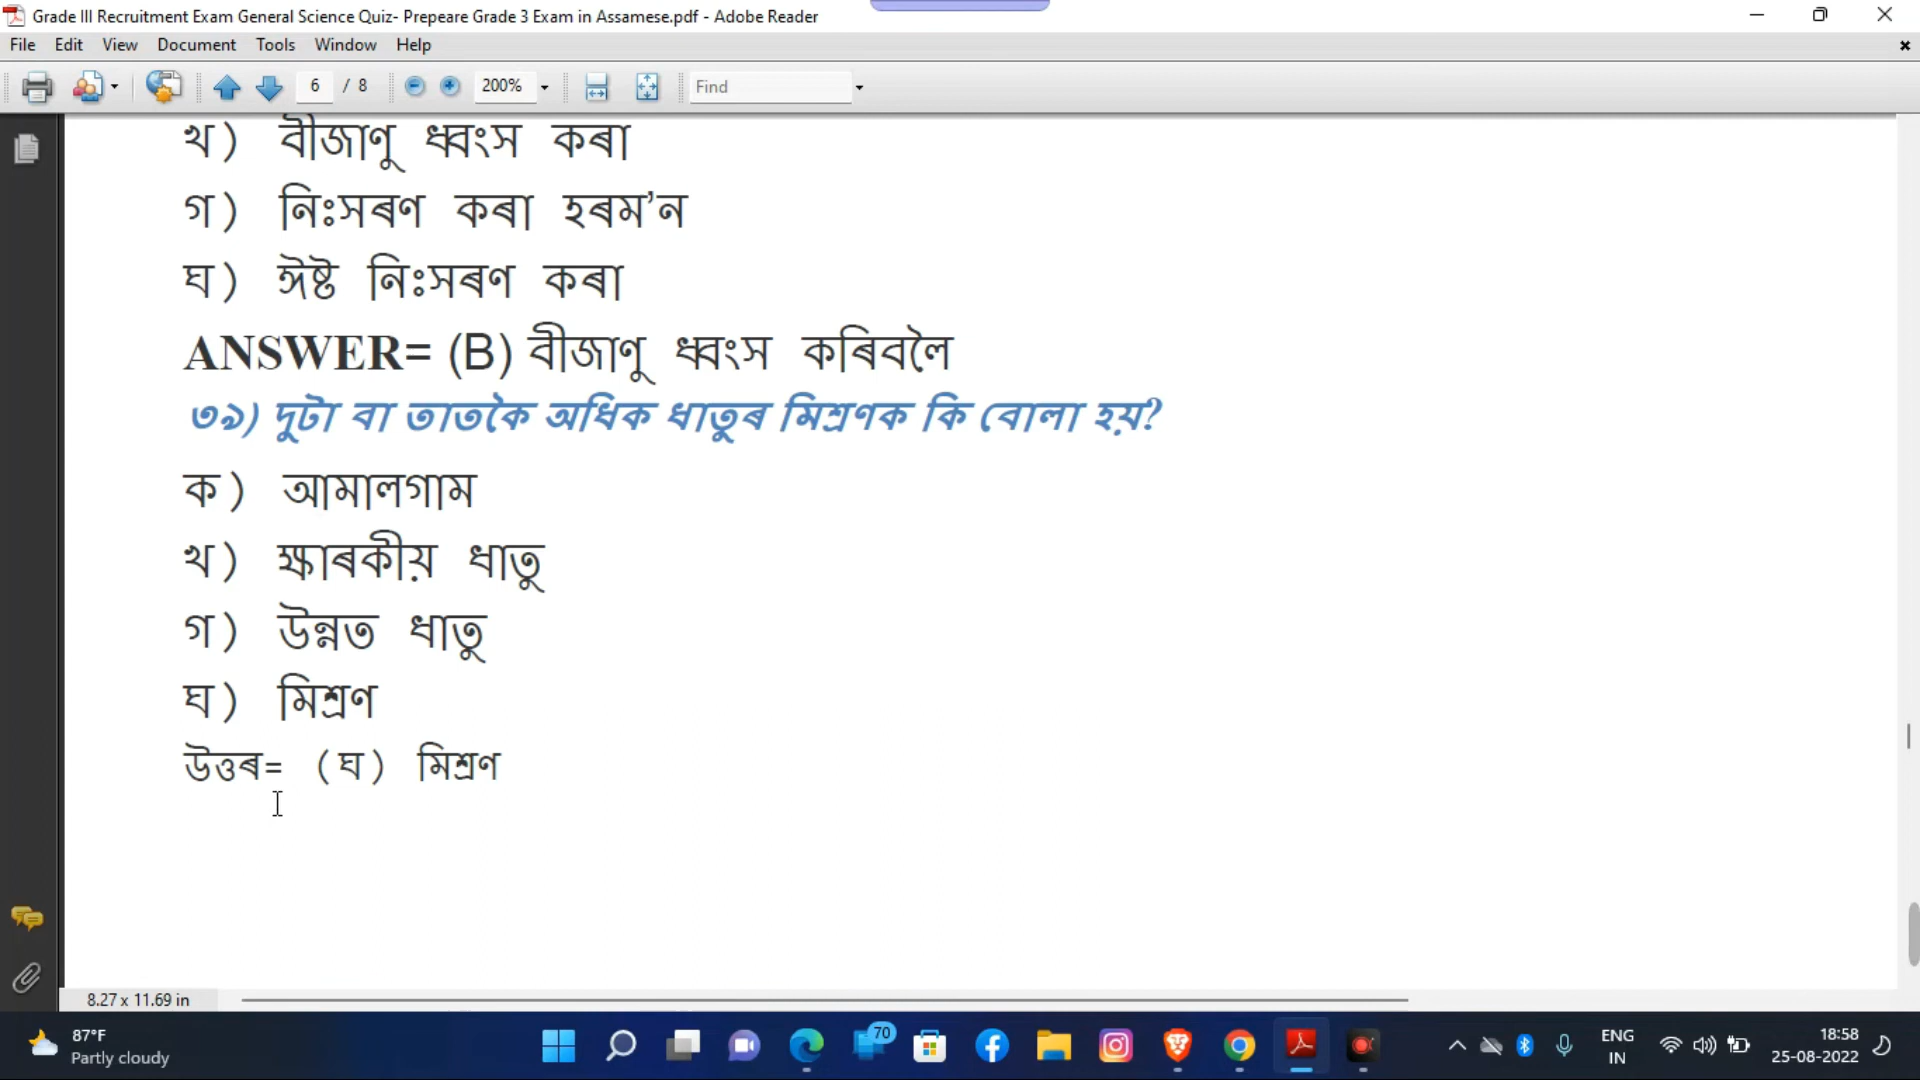 Grade III Recruitment Exam General Science Quiz- Prepeare Grade 3 Exam in Assamese.pdf - Adobe Reader
File Edit View Document Tools Window Help
6 / 8 200% Find
খ) বীজাণু ধ্বংস কৰা
গ) নিঃসৰণ কৰা হৰম'ন
ঘ) ঈষ্ট নিঃসৰণ কৰা
ANSWER= (B) বীজাণু ধ্বংস কৰিবলৈ
৩৯) দুটা বা তাতকৈ অধিক ধাতুৰ মিশ্ৰণক কি বোলা হয়?
ক) আমালগাম
খ) ক্ষাৰকীয় ধাতু
গ) উন্নত ধাতু
ঘ) মিশ্ৰণ
উত্তৰ= (ঘ) মিশ্ৰণ
8.27 x 11.69 in
87°F
Partly cloudy
70
ENG
IN
18:58
25-08-2022